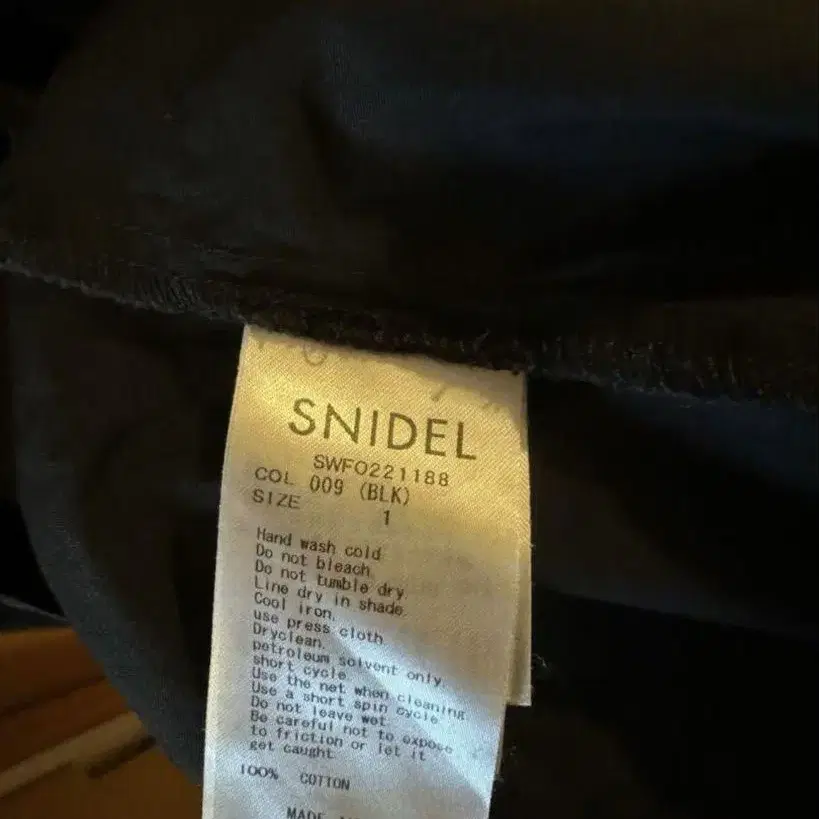 SNIDEL
SWFO221188
COL 009 (BLK)
SIZE 1
Hand wash cold
Do not bleach
Do not tumble dry
Line dry in shade
Cool iron,
use press cloth
Dryclean,
petroleum solvent only,
short cycle
Use the net when cleaning
Use a short spin cycle
Do not leave wet
Be careful not to expose
to friction or let it
get caught
100% COTTON
MADE